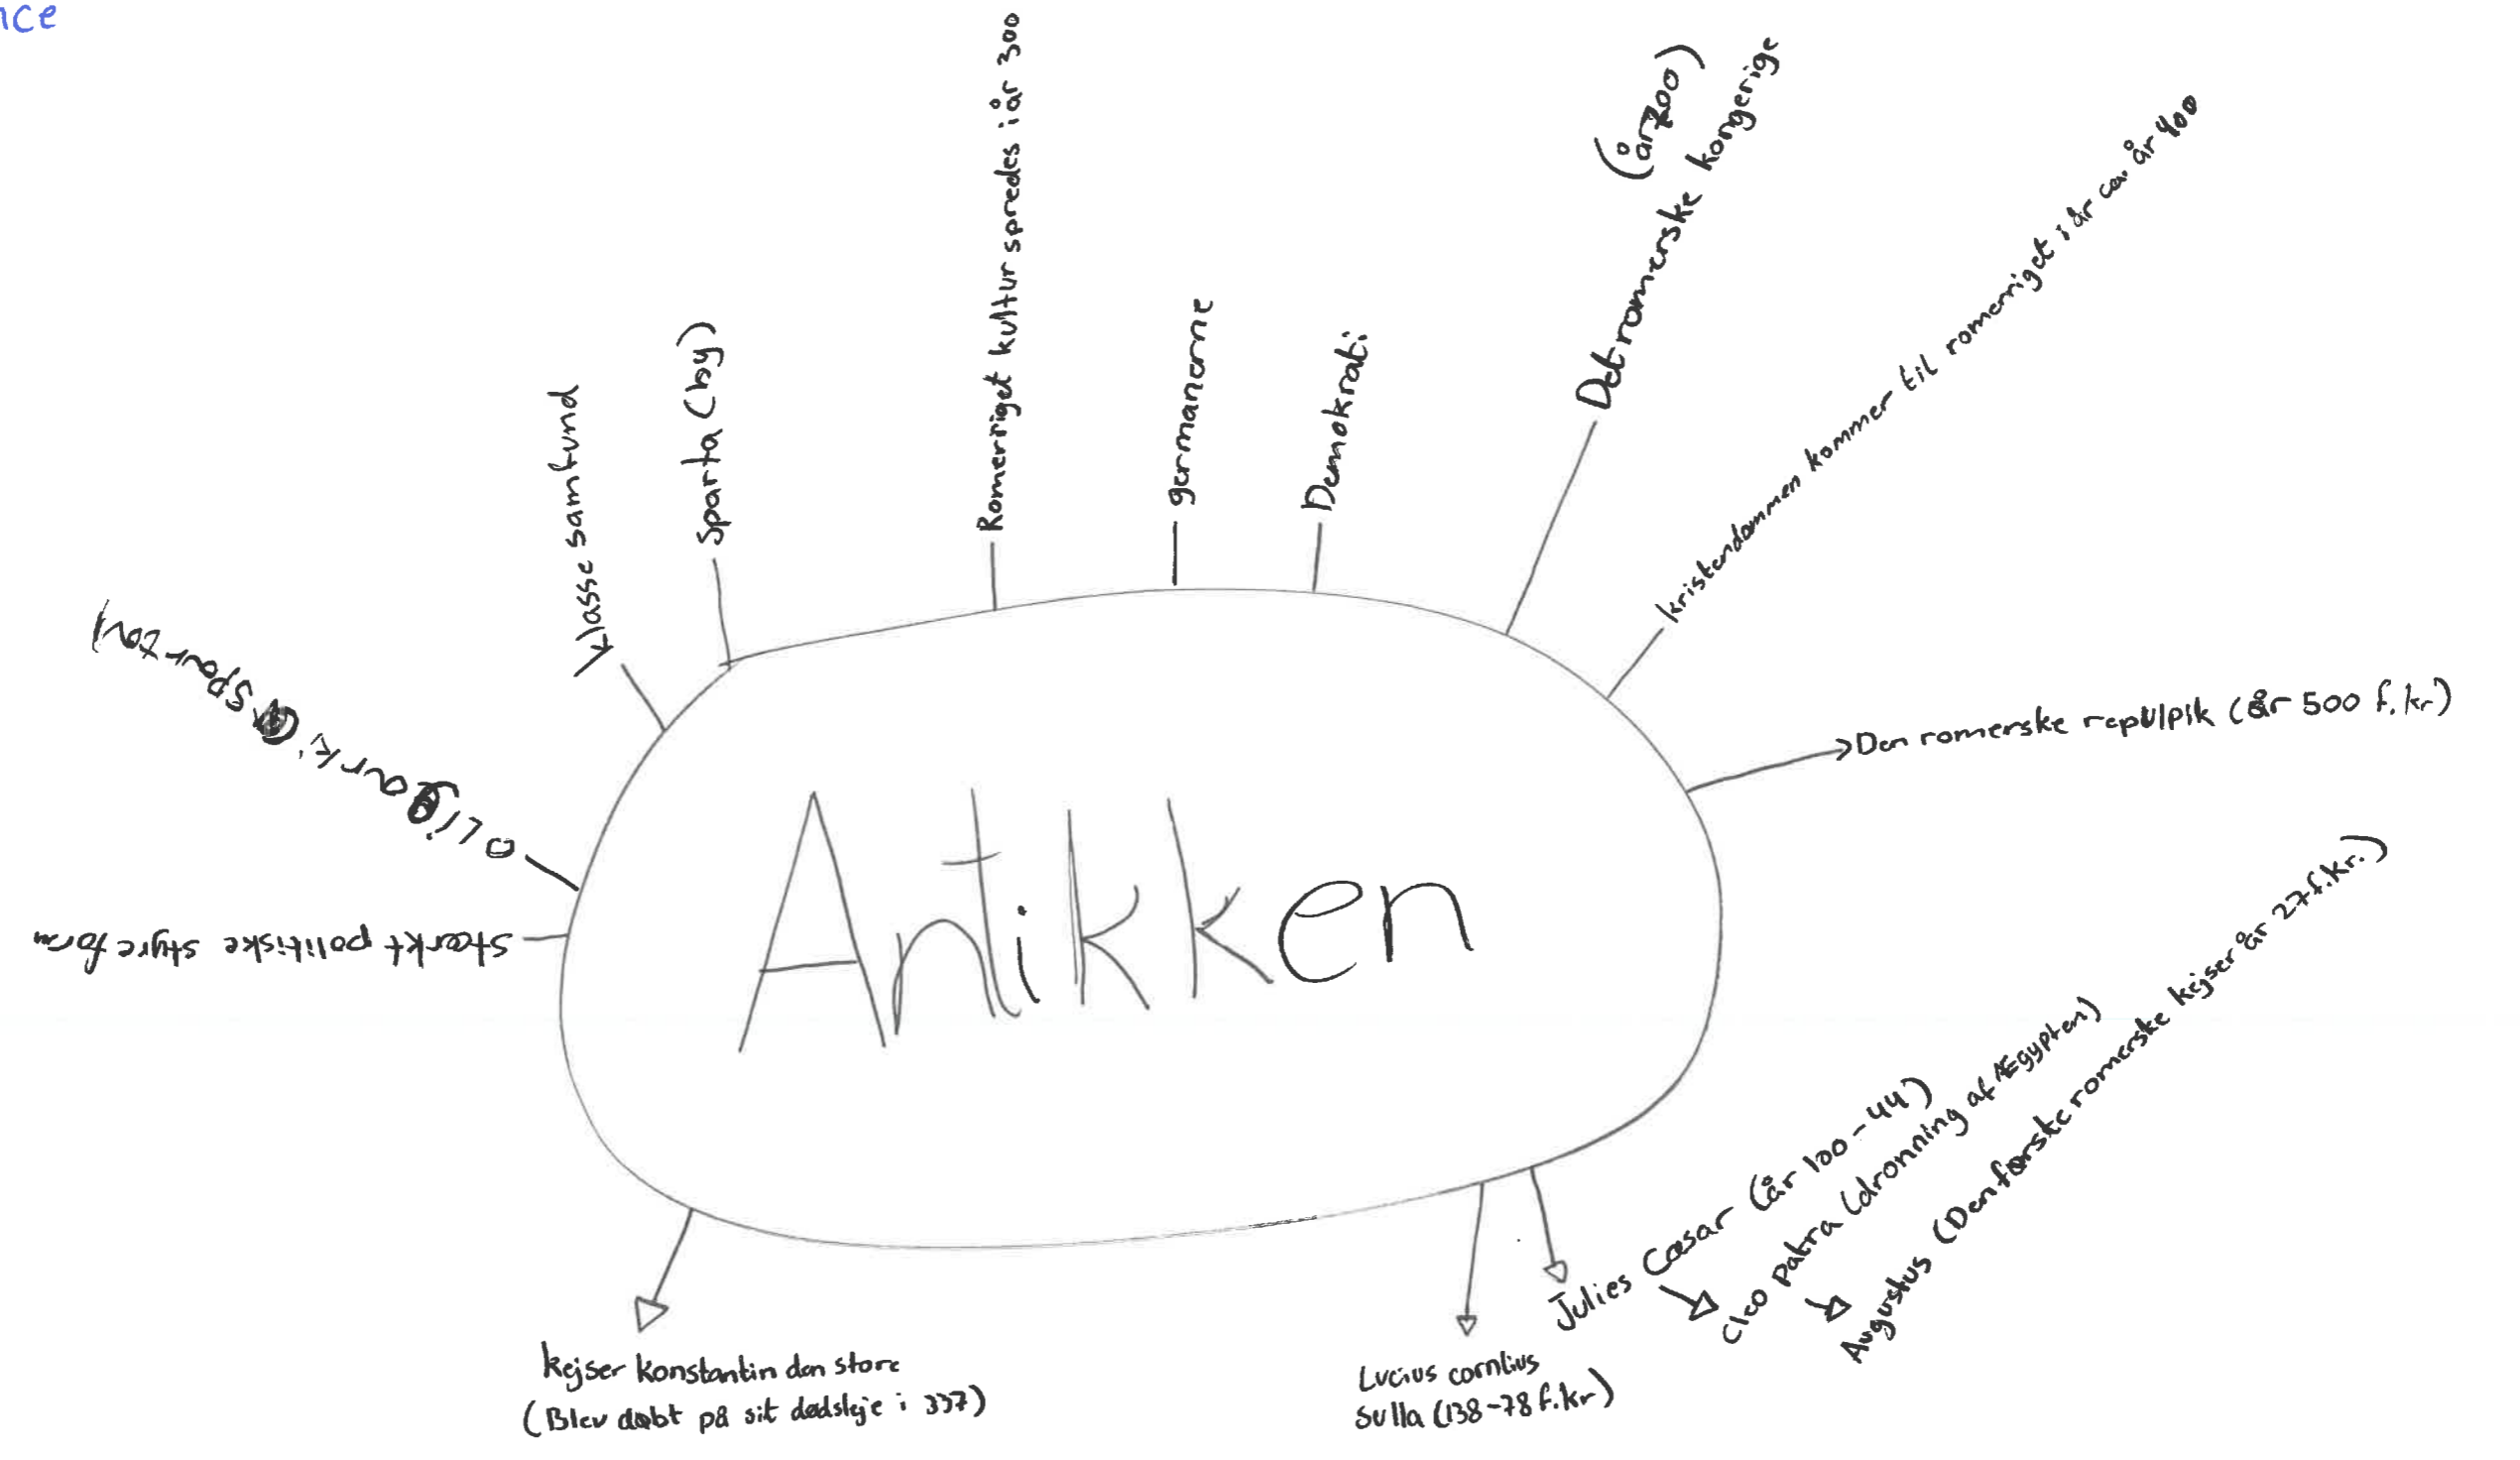 nce
Antikken
stærkt politiske styre form
oligarki. Sparta
klasse samfund
Sparta (by)
Romerriget kultur spredes i år 300
germanerne
Demokrati
Det romerske kongerige
(år 700)
kristendommen kommer til romerriget i år ca. år 400
Den romerske repulpik (år 500 f.kr)
Julies Cæsar (år 100-44)
Cleo patra (dronning af Ægypten)
Augustus (Den første romerske kejser år 27 f.kr.)
Lucius cornlius
Sulla (138-78 f.kr)
kejser konstantin den store
(Blev døbt på sit dødsleje i 337)